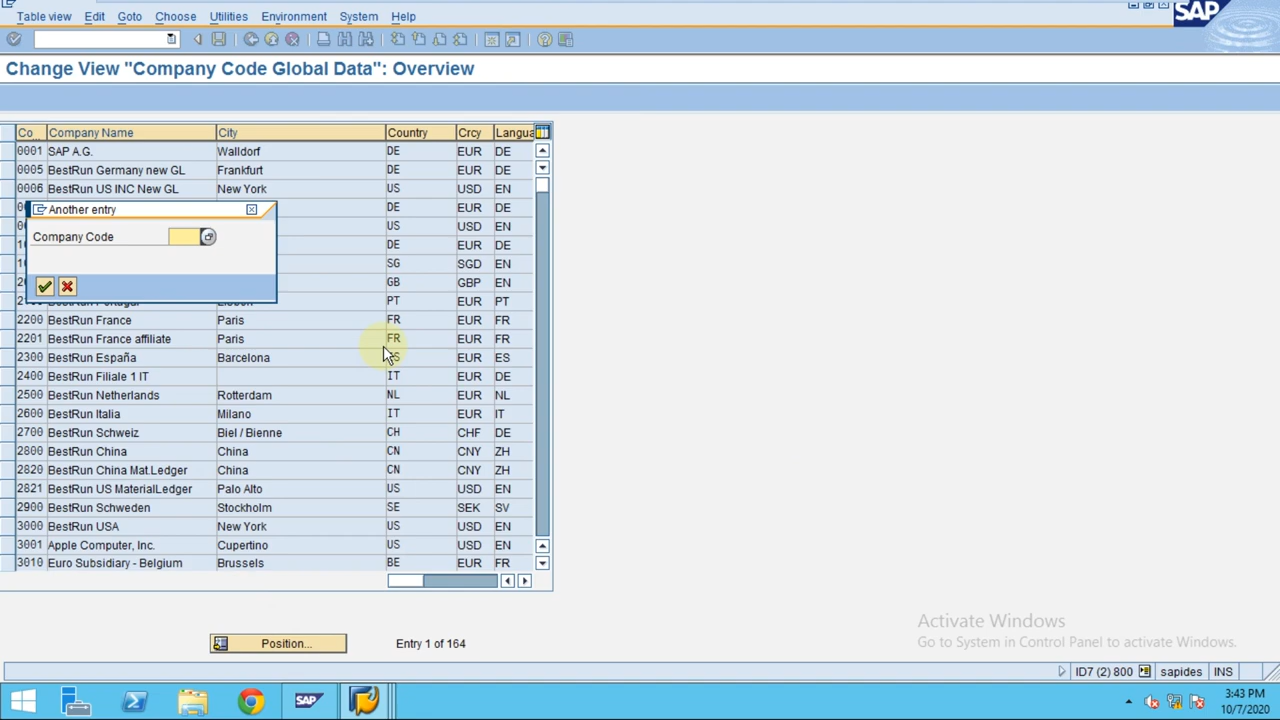 Table view Edit Goto Choose Utilities Environment System Help
SAP
Change View "Company Code Global Data": Overview
Co.. Company Name City Country Crcy Langua
0001 SAP A.G. Walldorf DE EUR DE
0005 BestRun Germany new GL Frankfurt DE EUR DE
0006 BestRun US INC New GL New York US USD EN
Another entry
DE EUR DE
US USD EN
Company Code
DE EUR DE
SG SGD EN
GB GBP EN
PT EUR PT
2200 BestRun France Paris FR EUR FR
2201 BestRun France affiliate Paris FR EUR FR
2300 BestRun España Barcelona ES EUR ES
2400 BestRun Filiale 1 IT IT EUR DE
2500 BestRun Netherlands Rotterdam NL EUR NL
2600 BestRun Italia Milano IT EUR IT
2700 BestRun Schweiz Biel / Bienne CH CHF DE
2800 BestRun China China CN CNY ZH
2820 BestRun China Mat.Ledger China CN CNY ZH
2821 BestRun US MaterialLedger Palo Alto US USD EN
2900 BestRun Schweden Stockholm SE SEK SV
3000 BestRun USA New York US USD EN
3001 Apple Computer, Inc. Cupertino US USD EN
3010 Euro Subsidiary - Belgium Brussels BE EUR FR
Position... Entry 1 of 164
Activate Windows
Go to System in Control Panel to activate Windows.
ID7 (2) 800 sapides INS
SAP
3:43 PM
10/7/2020